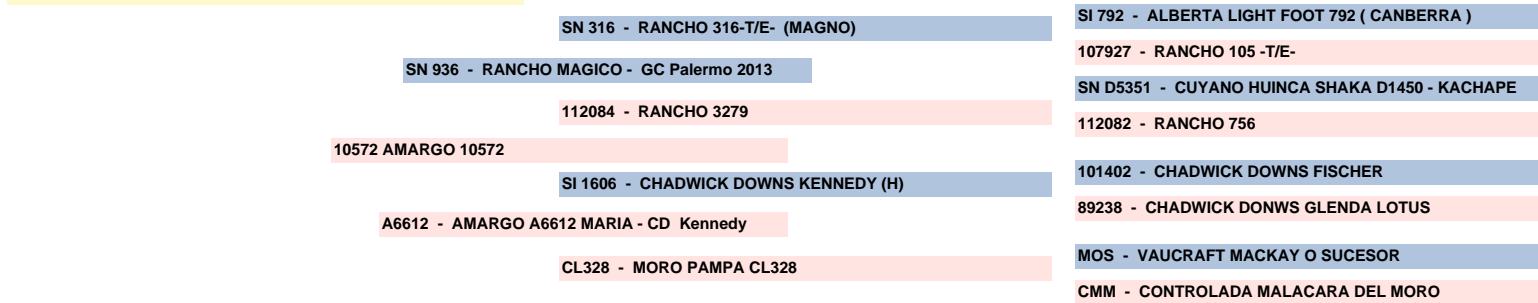 SI 792 - ALBERTA LIGHT FOOT 792 ( CANBERRA )
SN 316 - RANCHO 316-T/E- (MAGNO)
107927 - RANCHO 105 -T/E-
SN 936 - RANCHO MAGICO - GC Palermo 2013
SN D5351 - CUYANO HUINCA SHAKA D1450 - KACHAPE
112084 - RANCHO 3279
112082 - RANCHO 756
10572 AMARGO 10572
101402 - CHADWICK DOWNS FISCHER
SI 1606 - CHADWICK DOWNS KENNEDY (H)
89238 - CHADWICK DONWS GLENDA LOTUS
A6612 - AMARGO A6612 MARIA - CD Kennedy
MOS - VAUCRAFT MACKAY O SUCESOR
CL328 - MORO PAMPA CL328
CMM - CONTROLADA MALACARA DEL MORO